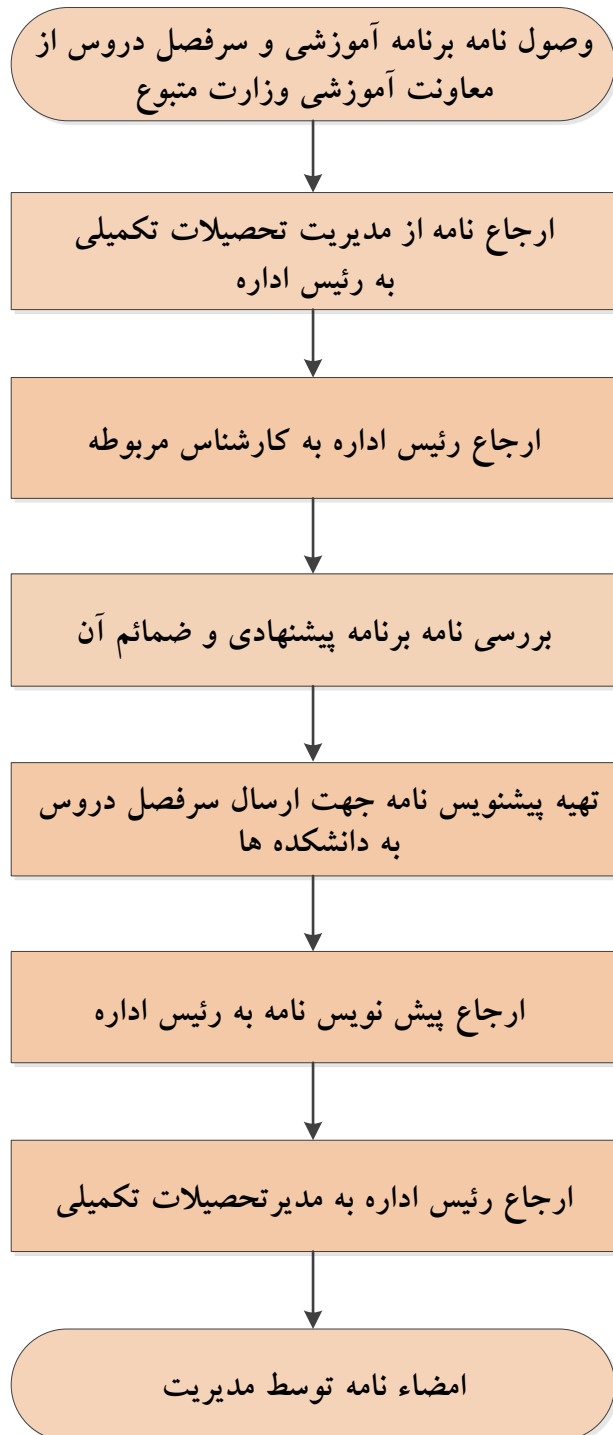 وصول نامه برنامه آموزشی و سرفصل دروس از
معاونت آموزشی وزارت متبوع
ارجاع نامه از مدیریت تحصیلات تکمیلی
به رئیس اداره
ارجاع رئیس اداره به کارشناس مربوطه
بررسی نامه برنامه پیشنهادی و ضمائم آن
تهیه پیشنویس نامه جهت ارسال سرفصل دروس
به دانشکده ها
ارجاع پیش نویس نامه به رئیس اداره
ارجاع رئیس اداره به مدیرتحصیلات تکمیلی
امضاء نامه توسط مدیریت